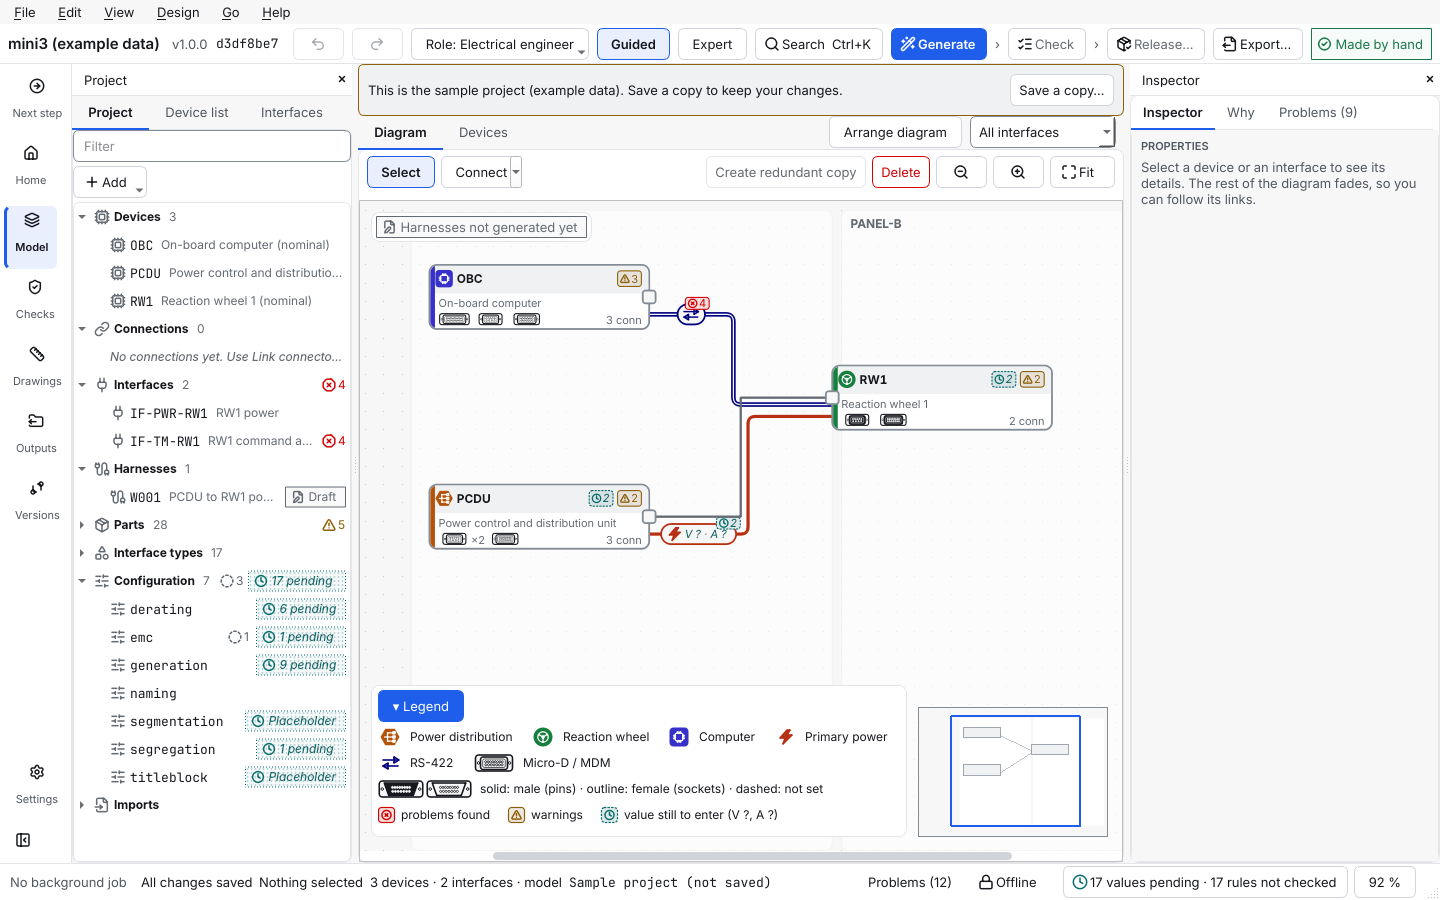 File Edit View Design Go Help
mini3 (example data) v1.0.0 d3df8be7 Role: Electrical engineer Guided Expert Search Ctrl+K Generate › Check › Release... Export... Made by hand
Next step
Home
Model
Checks
Drawings
Outputs
Versions
Settings
Project ×
Project Device list Interfaces
Filter
+ Add
Devices 3
OBC On-board computer (nominal)
PCDU Power control and distributio...
RW1 Reaction wheel 1 (nominal)
Connections 0
No connections yet. Use Link connecto...
Interfaces 2 4
IF-PWR-RW1 RW1 power
IF-TM-RW1 RW1 command a... 4
Harnesses 1
W001 PCDU to RW1 po... Draft
Parts 28 5
Interface types 17
Configuration 7 3 17 pending
derating 6 pending
emc 1 1 pending
generation 9 pending
naming
segmentation Placeholder
segregation 1 pending
titleblock Placeholder
Imports
This is the sample project (example data). Save a copy to keep your changes. Save a copy...
Diagram Devices Arrange diagram All interfaces
Select Connect Create redundant copy Delete Fit
Harnesses not generated yet
PANEL-B
OBC 3
On-board computer
3 conn
4
RW1 2 2
Reaction wheel 1
2 conn
PCDU 2 2
Power control and distribution unit
×2 3 conn
2
V ? · A ?
▾ Legend
Power distribution Reaction wheel Computer Primary power
RS-422 Micro-D / MDM
solid: male (pins) · outline: female (sockets) · dashed: not set
problems found warnings value still to enter (V ?, A ?)
Inspector ×
Inspector Why Problems (9)
PROPERTIES
Select a device or an interface to see its
details. The rest of the diagram fades, so you
can follow its links.
No background job All changes saved Nothing selected 3 devices · 2 interfaces · model Sample project (not saved) Problems (12) Offline 17 values pending · 17 rules not checked 92 %